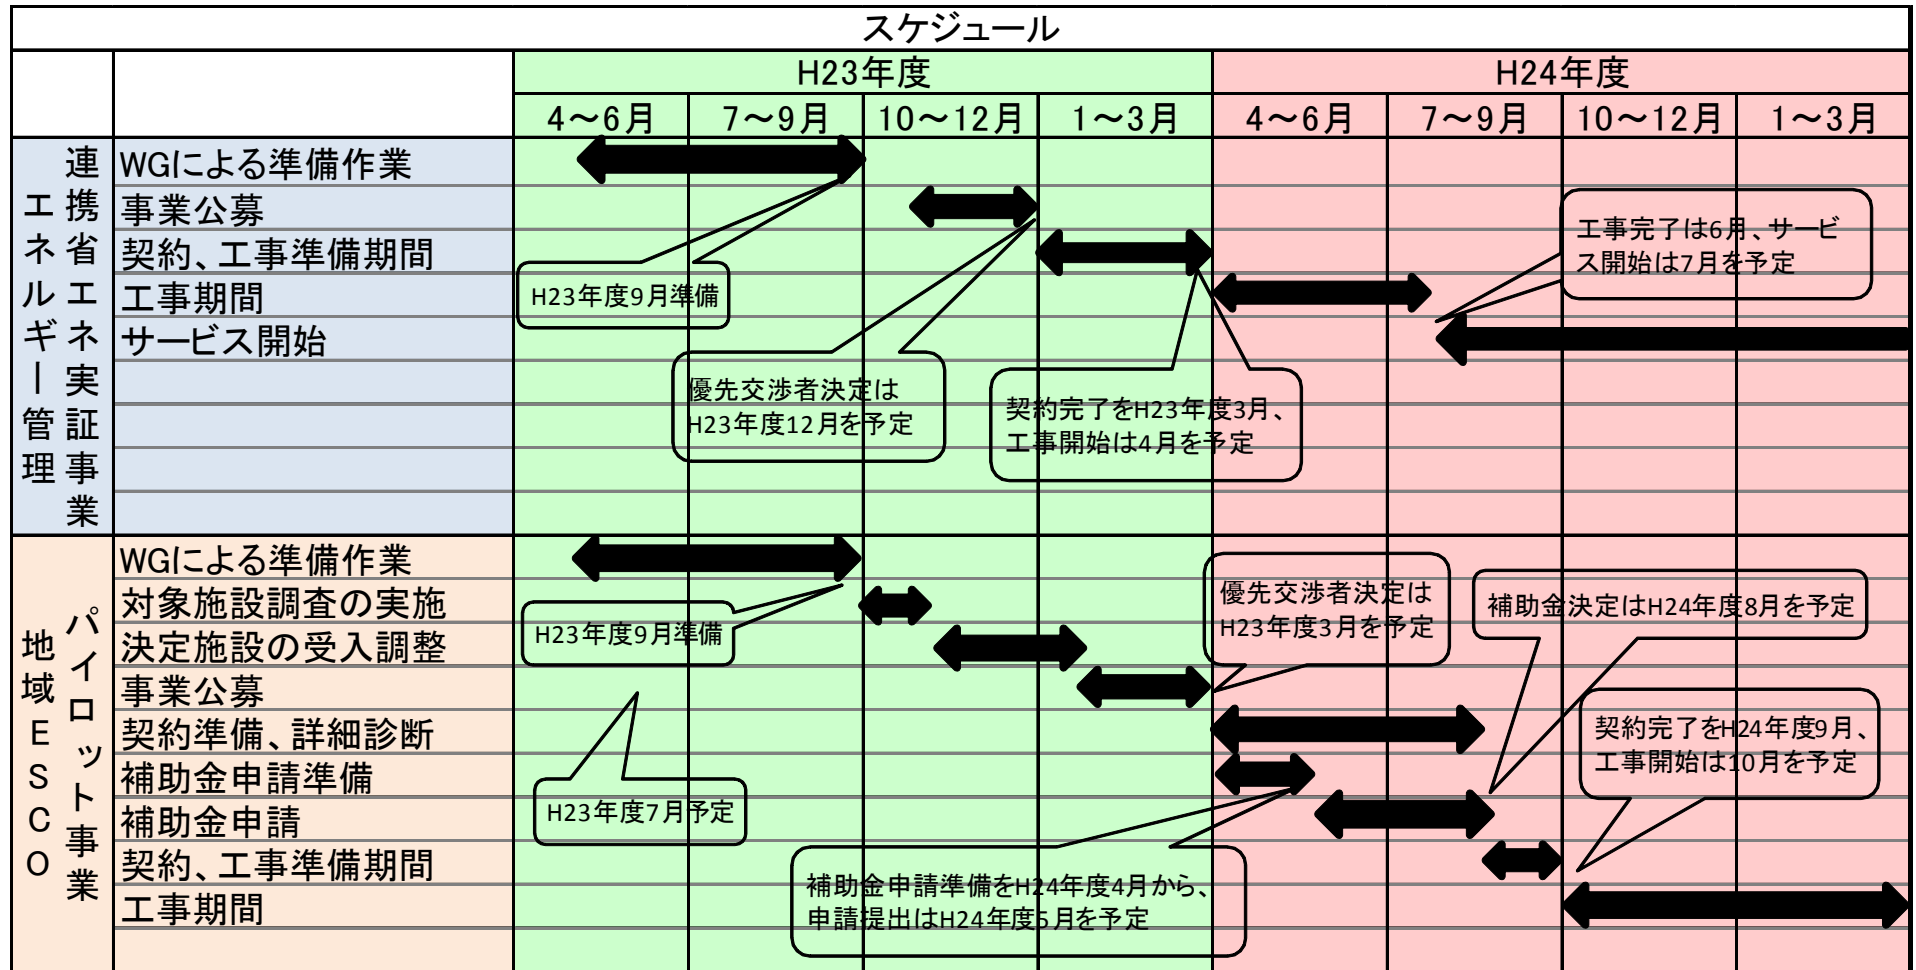 スケジュール
H23年度
H24年度
4～6月
7～9月
10～12月
1～3月
4～6月
7～9月
10～12月
1～3月
連携省エネ実証事業
エネルギー管理
WGによる準備作業
事業公募
契約、工事準備期間
工事期間
サービス開始
H23年度9月準備
優先交渉者決定は
H23年度12月を予定
契約完了をH23年度3月、
工事開始は4月を予定
工事完了は6月、サービ
ス開始は7月を予定
パイロット事業
地域ESCO
WGによる準備作業
対象施設調査の実施
決定施設の受入調整
事業公募
契約準備、詳細診断
補助金申請準備
補助金申請
契約、工事準備期間
工事期間
H23年度9月準備
H23年度7月予定
優先交渉者決定は
H23年度3月を予定
補助金決定はH24年度8月を予定
契約完了をH24年度9月、
工事開始は10月を予定
補助金申請準備をH24年度4月から、
申請提出はH24年度5月を予定